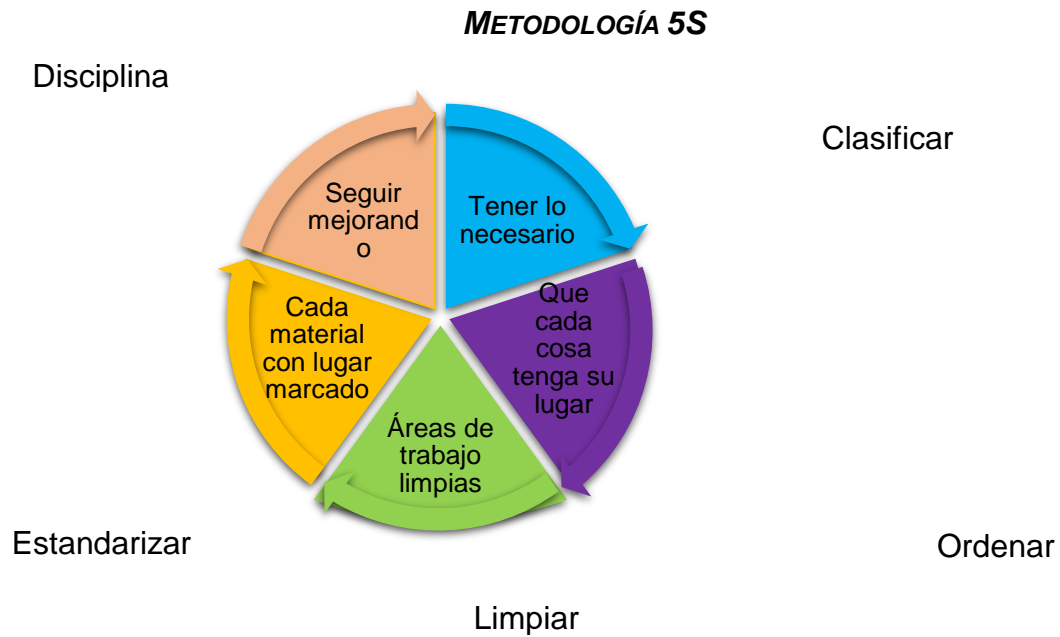 METODOLOGÍA 5S
Disciplina
Clasificar
Seguir
mejorand
o
Tener lo
necesario
Cada
material
con lugar
marcado
Que
cada
cosa
tenga su
lugar
Áreas de
trabajo
limpias
Estandarizar
Ordenar
Limpiar